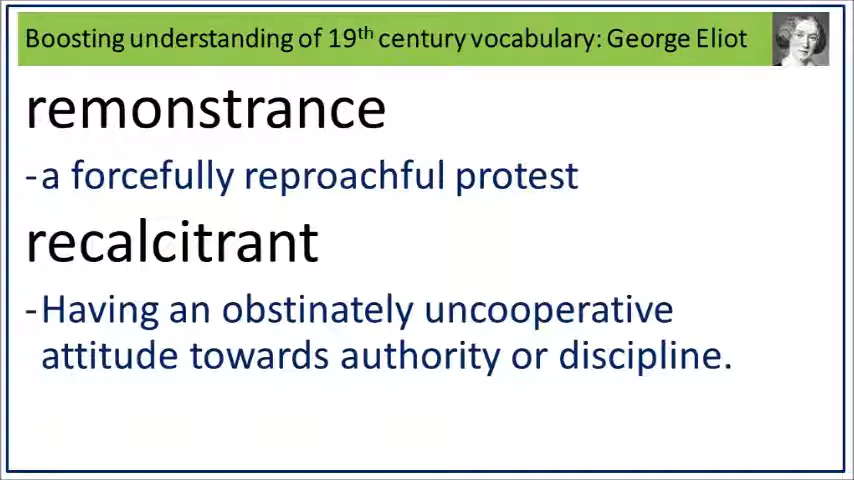 Boosting understanding of 19th century vocabulary: George Eliot
remonstrance
-a forcefully reproachful protest
recalcitrant
-Having an obstinately uncooperative
attitude towards authority or discipline.